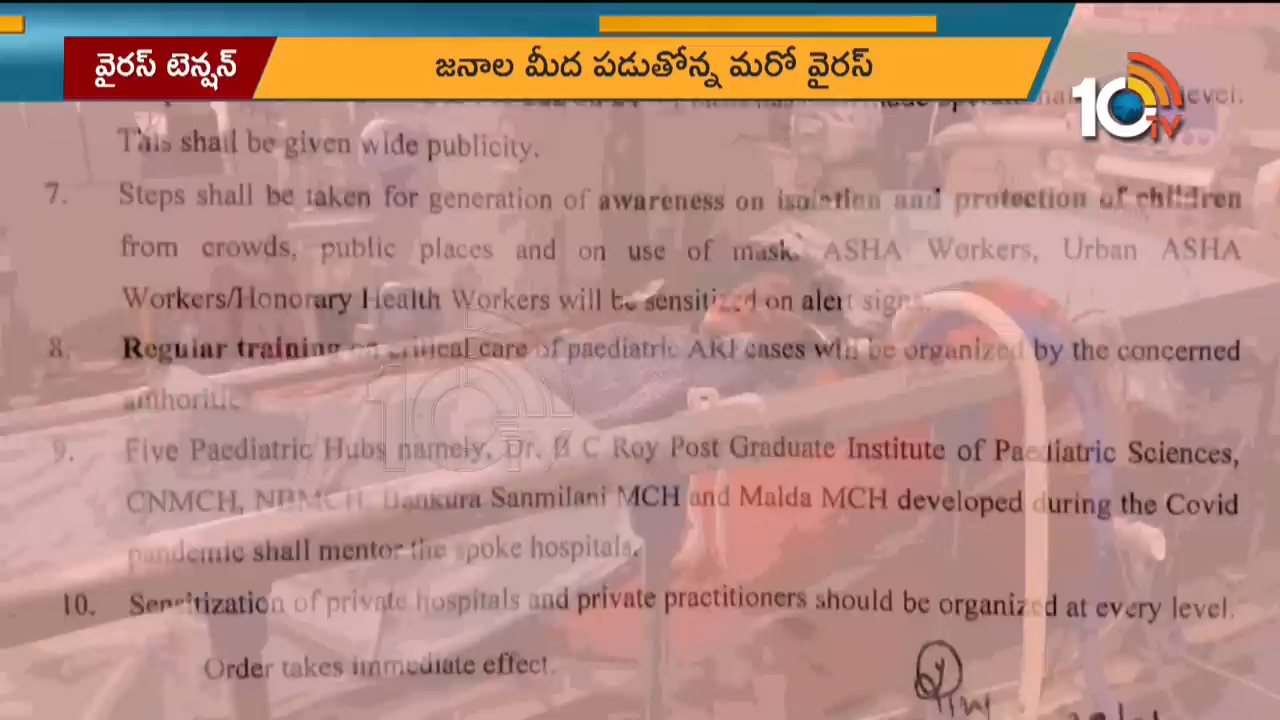 వైరస్ టెన్షన్
జనాల మీద పడుతోన్న మరో వైరస్
10TV
level.
This shall be given wide publicity.
7. Steps shall be taken for generation of awareness on isolation and protection of children
from crowds, public places and on use of mask. ASHA Workers, Urban ASHA
Workers/Honorary Health Workers will be sensitized on alert signs.
8. Regular training on critical care of paediatric ARI cases will be organized by the concerned
9. Five Paediatric Hubs namely, Dr. B C Roy Post Graduate Institute of Paediatric Sciences,
CNMCH, NBMCH, Bankura Sanmilani MCH and Malda MCH developed during the Covid
pandemic shall mentor the spoke hospitals.
10. Sensitization of private hospitals and private practitioners should be organized at every level.
Order takes immediate effect.